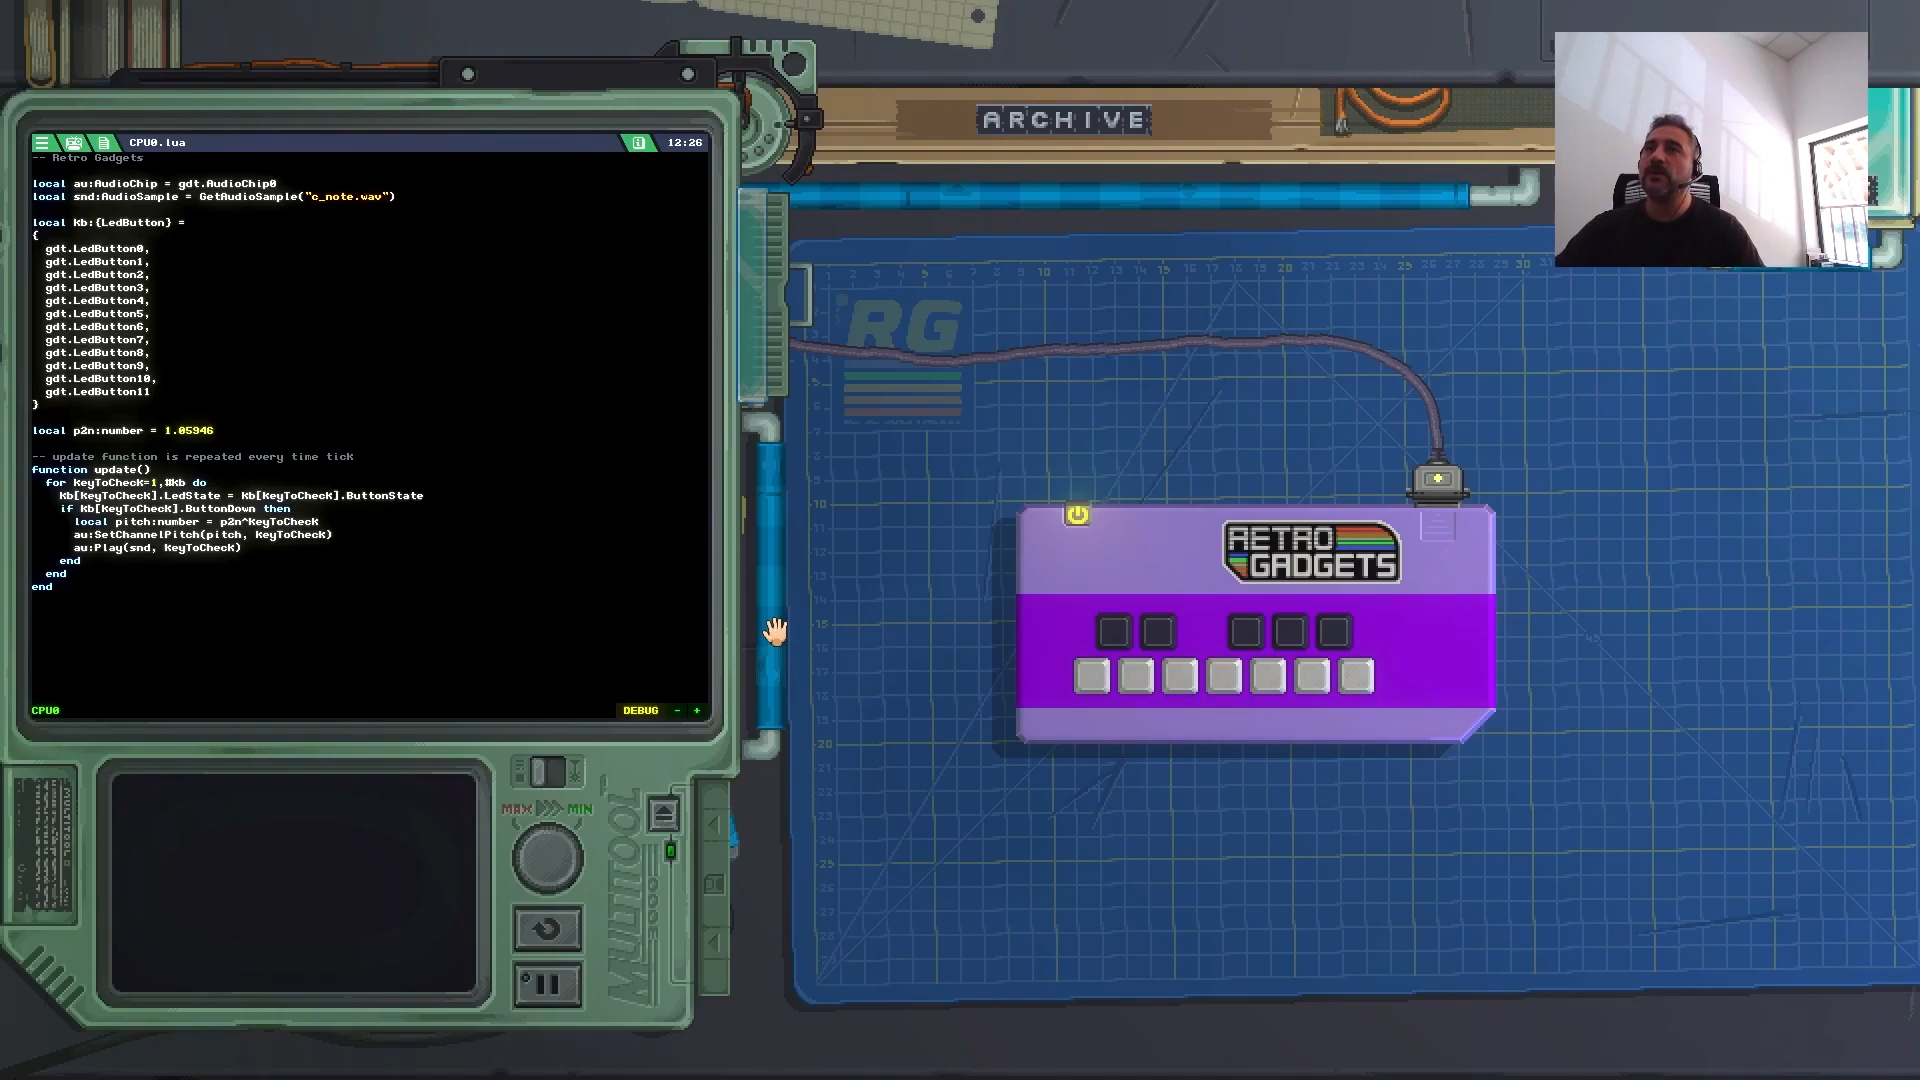 ARCHIVE
CPU0.lua
12:26
-- Retro Gadgets
local au:AudioChip = gdt.AudioChip0
local snd:AudioSample = GetAudioSample("c_note.wav")
local Kb:{LedButton} =
{
gdt.LedButton0,
gdt.LedButton1,
gdt.LedButton2,
gdt.LedButton3,
gdt.LedButton4,
gdt.LedButton5,
gdt.LedButton6,
gdt.LedButton7,
gdt.LedButton8,
gdt.LedButton9,
gdt.LedButton10,
gdt.LedButton11
}
local p2n:number = 1.05946
-- update function is repeated every time tick
function update()
for KeyToCheck=1,#kb do
Kb[KeyToCheck].LedState = Kb[KeyToCheck].ButtonState
if Kb[KeyToCheck].ButtonDown then
local pitch:number = p2n^KeyToCheck
au:SetChannelPitch(pitch, KeyToCheck)
au:Play(snd, KeyToCheck)
end
end
end
CPU0
DEBUG - +
RG
RETRO
GADGETS
MAX
MIN
MULTITOOL